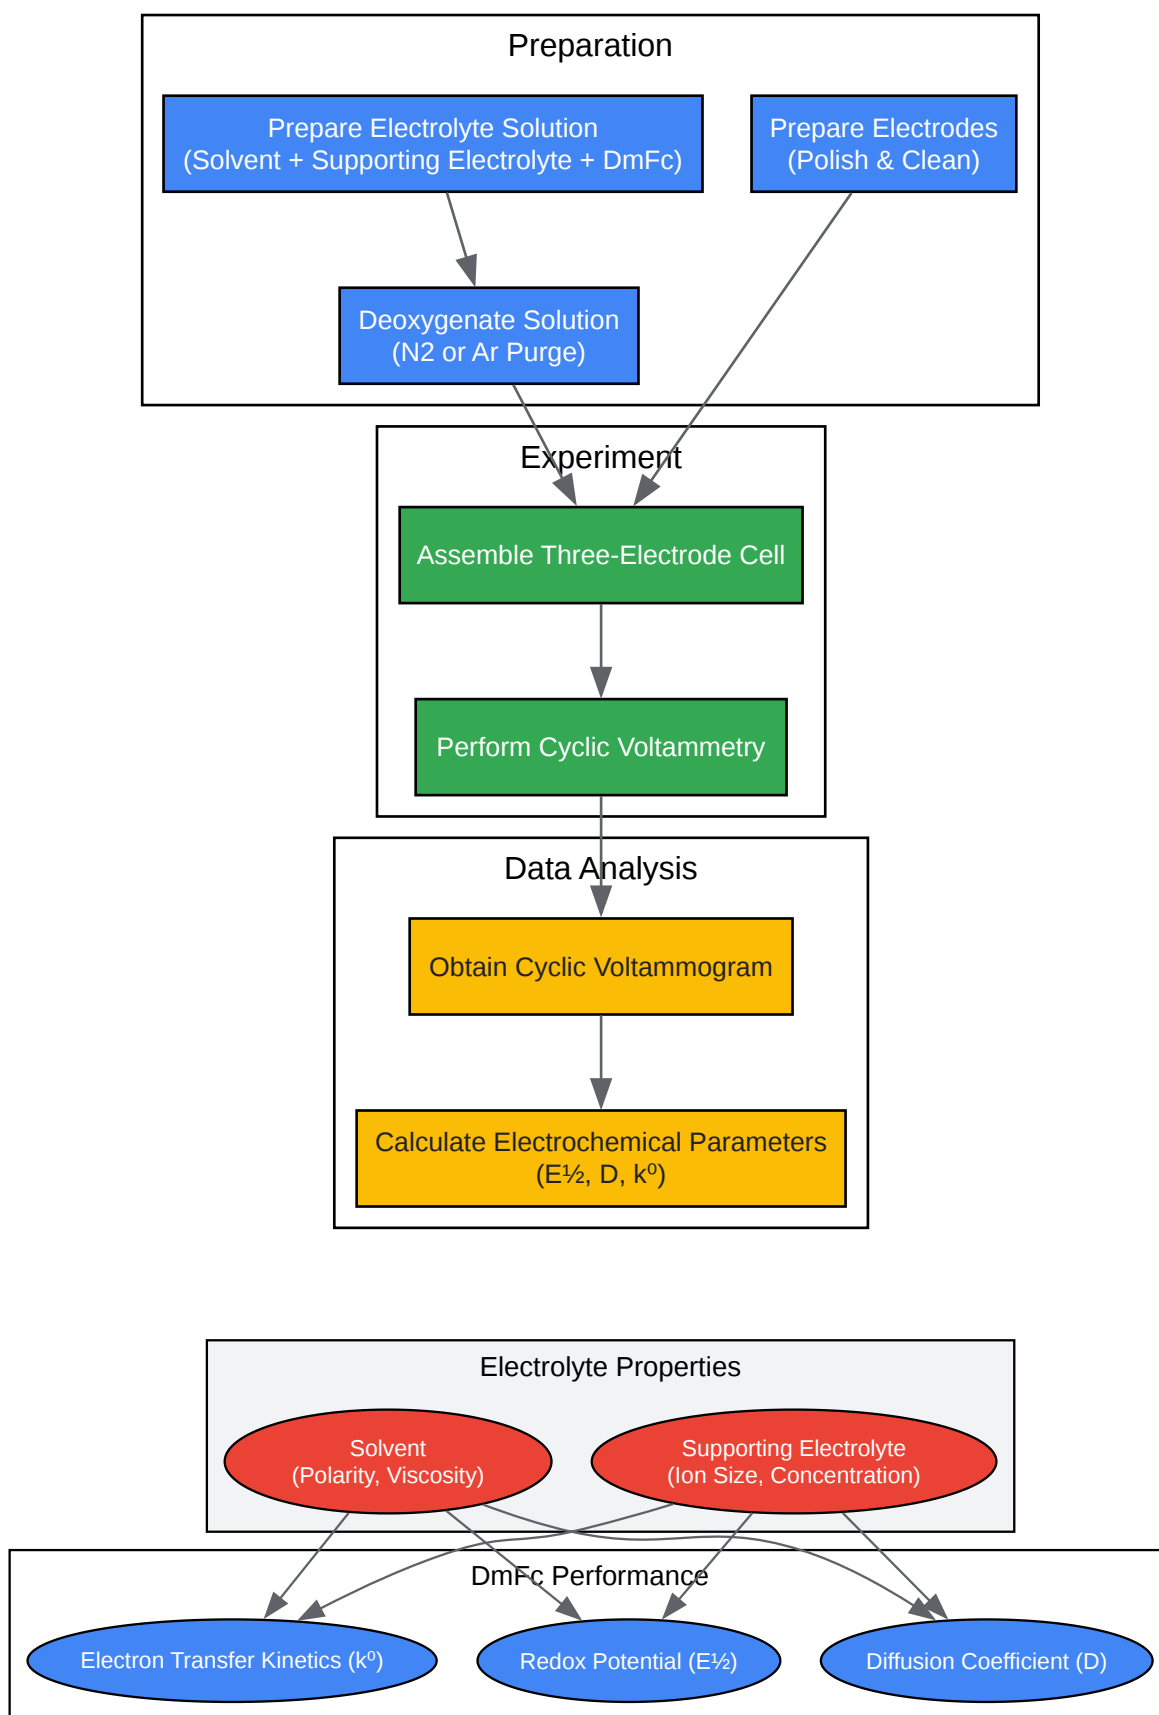 Preparation
Prepare Electrolyte Solution
(Solvent + Supporting Electrolyte + DmFc)
Prepare Electrodes
(Polish & Clean)
Deoxygenate Solution
(N2 or Ar Purge)
Experiment
Assemble Three-Electrode Cell
Perform Cyclic Voltammetry
Data Analysis
Obtain Cyclic Voltammogram
Calculate Electrochemical Parameters
(E½, D, k⁰)
Electrolyte Properties
Solvent
(Polarity, Viscosity)
Supporting Electrolyte
(Ion Size, Concentration)
DmFc Performance
Electron Transfer Kinetics (k⁰)
Redox Potential (E½)
Diffusion Coefficient (D)